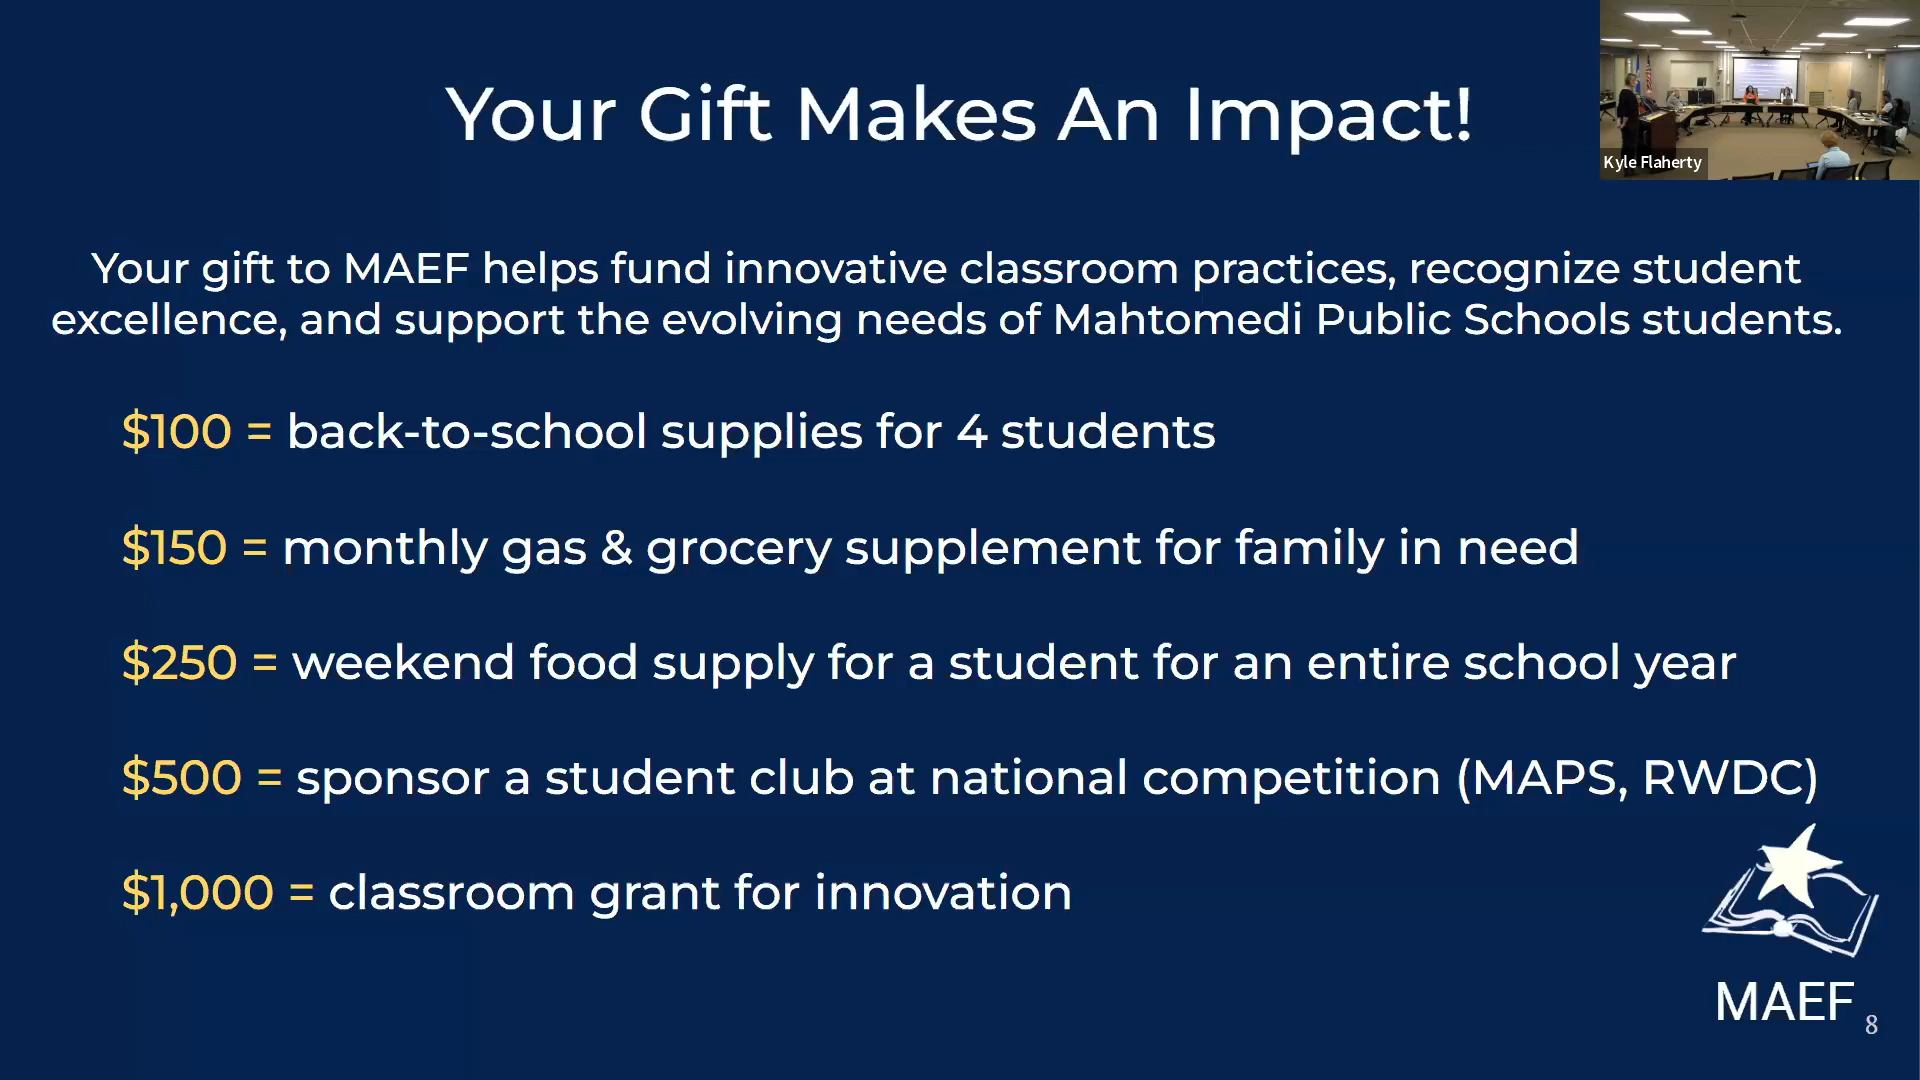 Your Gift Makes An Impact!
Kyle Flaherty
Your gift to MAEF helps fund innovative classroom practices, recognize student
excellence, and support the evolving needs of Mahtomedi Public Schools students.
$100 = back-to-school supplies for 4 students
$150 = monthly gas & grocery supplement for family in need
$250 = weekend food supply for a student for an entire school year
$500 = sponsor a student club at national competition (MAPS, RWDC)
$1,000 = classroom grant for innovation
MAEF
8